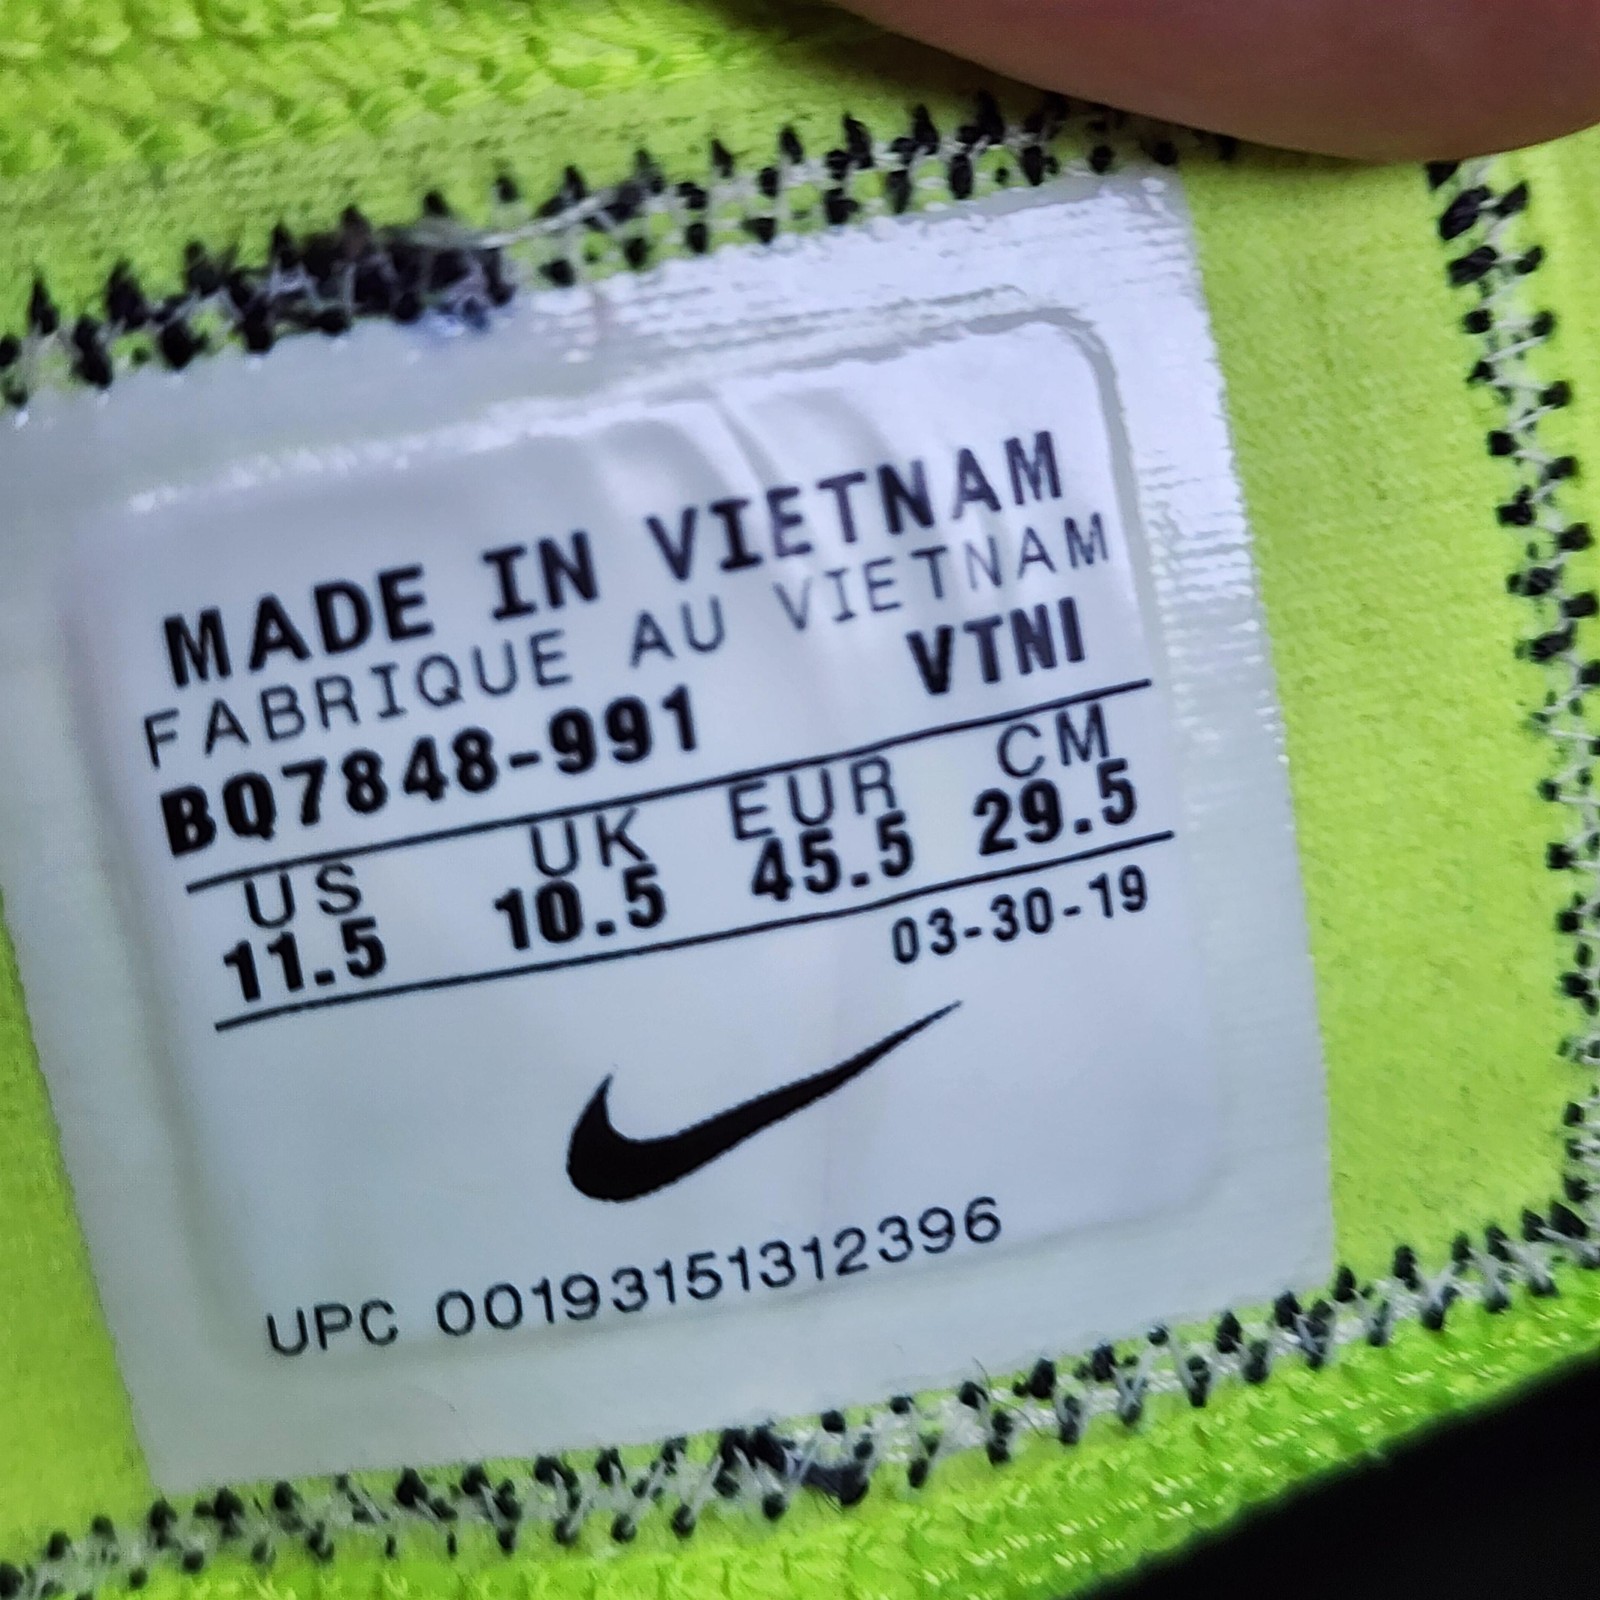 MADE IN VIETNAM
FABRIQUE AU VIETNAM
BQ7848-991 VTNI
US UK EUR CM
11.5 10.5 45.5 29.5
03-30-19
UPC 00193151312396